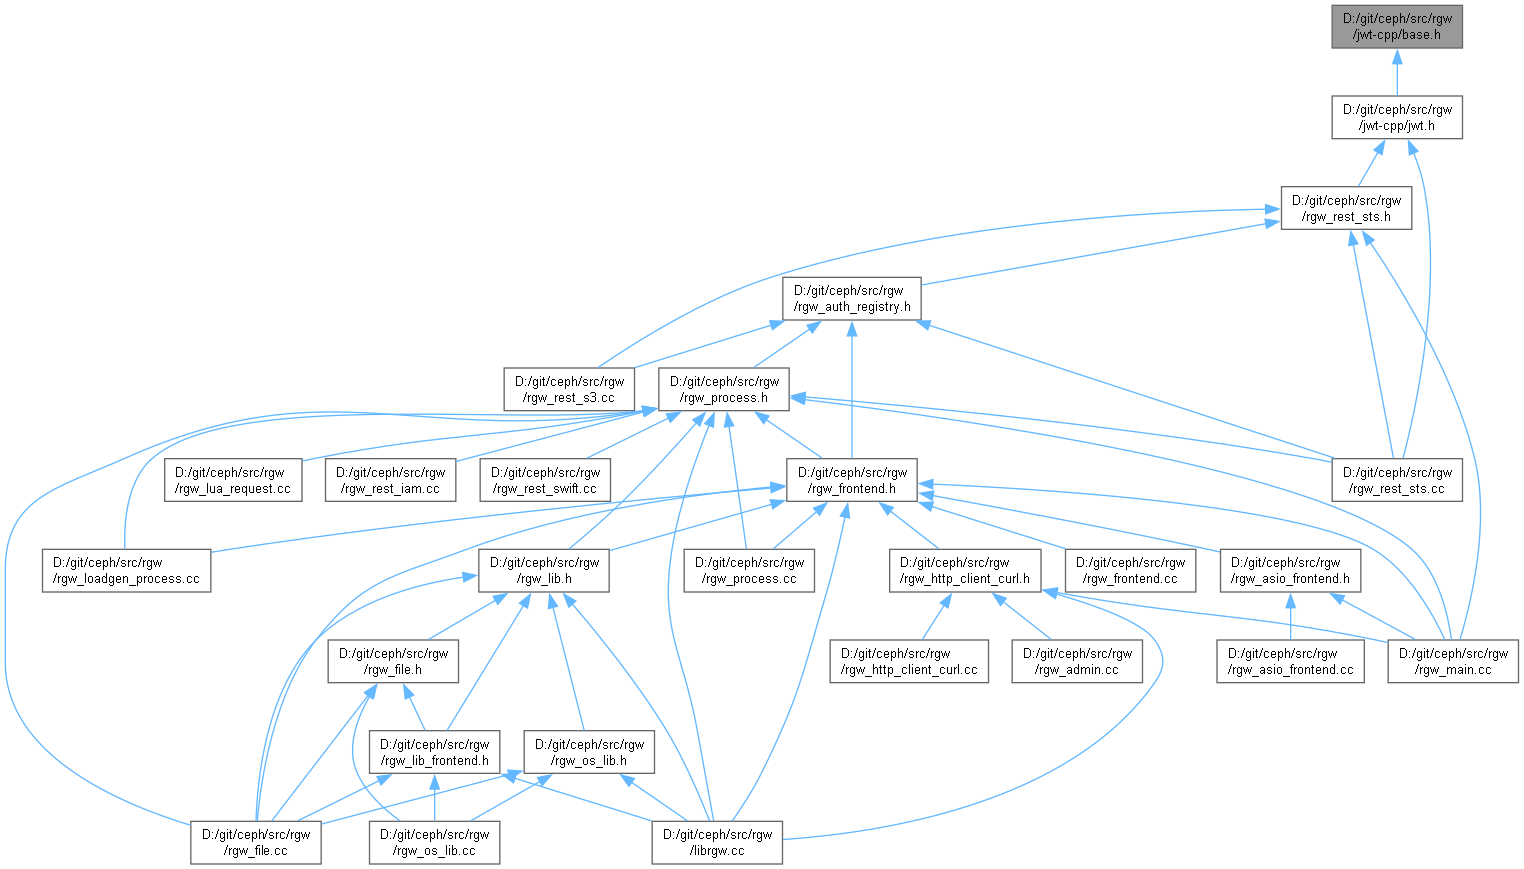 D:/git/ceph/src/rgw
/jwt-cpp/base.h
D:/git/ceph/src/rgw
/jwt-cpp/jwt.h
D:/git/ceph/src/rgw
/rgw_rest_sts.h
D:/git/ceph/src/rgw
/rgw_auth_registry.h
D:/git/ceph/src/rgw
/rgw_rest_s3.cc
D:/git/ceph/src/rgw
/rgw_process.h
D:/git/ceph/src/rgw
/rgw_lua_request.cc
D:/git/ceph/src/rgw
/rgw_rest_iam.cc
D:/git/ceph/src/rgw
/rgw_rest_swift.cc
D:/git/ceph/src/rgw
/rgw_frontend.h
D:/git/ceph/src/rgw
/rgw_rest_sts.cc
D:/git/ceph/src/rgw
/rgw_loadgen_process.cc
D:/git/ceph/src/rgw
/rgw_lib.h
D:/git/ceph/src/rgw
/rgw_process.cc
D:/git/ceph/src/rgw
/rgw_http_client_curl.h
D:/git/ceph/src/rgw
/rgw_frontend.cc
D:/git/ceph/src/rgw
/rgw_asio_frontend.h
D:/git/ceph/src/rgw
/rgw_file.h
D:/git/ceph/src/rgw
/rgw_http_client_curl.cc
D:/git/ceph/src/rgw
/rgw_admin.cc
D:/git/ceph/src/rgw
/rgw_asio_frontend.cc
D:/git/ceph/src/rgw
/rgw_main.cc
D:/git/ceph/src/rgw
/rgw_lib_frontend.h
D:/git/ceph/src/rgw
/rgw_os_lib.h
D:/git/ceph/src/rgw
/rgw_file.cc
D:/git/ceph/src/rgw
/rgw_os_lib.cc
D:/git/ceph/src/rgw
/librgw.cc